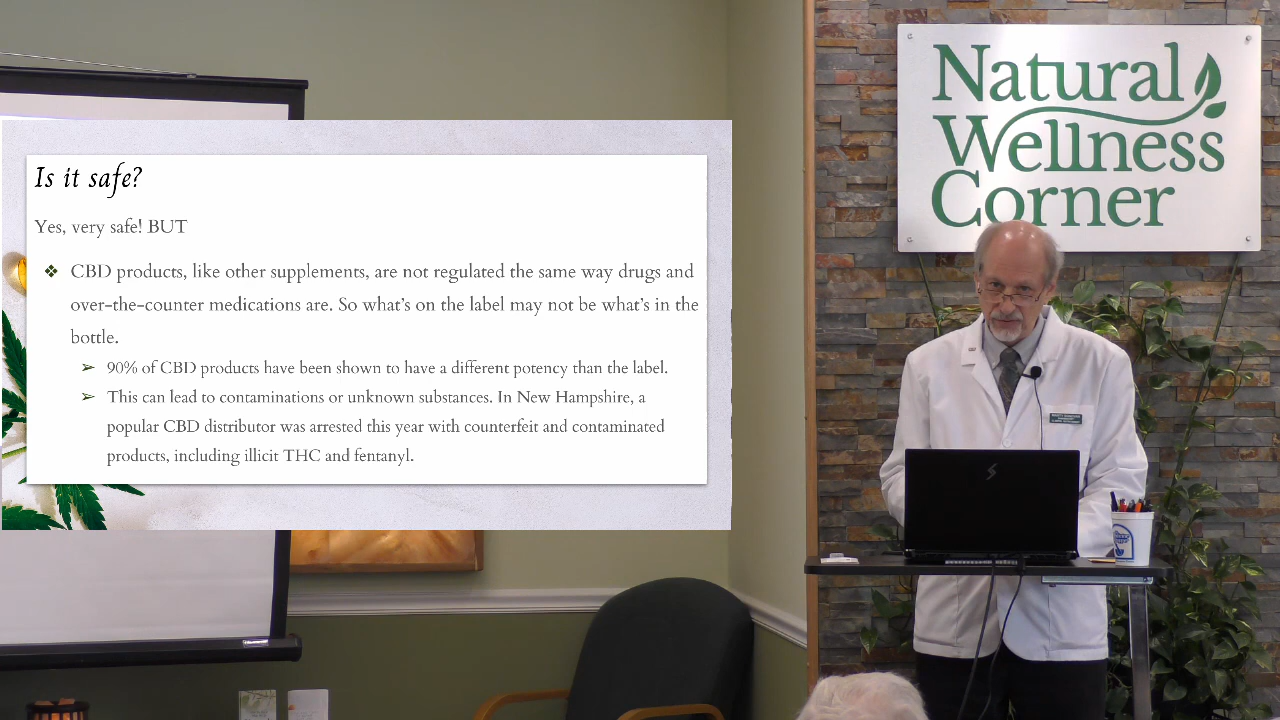 Is it safe?
Yes, very safe! BUT
❖ CBD products, like other supplements, are not regulated the same way drugs and
over-the-counter medications are. So what's on the label may not be what's in the
bottle.
➢ 90% of CBD products have been shown to have a different potency than the label.
➢ This can lead to contaminations or unknown substances. In New Hampshire, a
popular CBD distributor was arrested this year with counterfeit and contaminated
products, including illicit THC and fentanyl.
Natural
Wellness
Corner